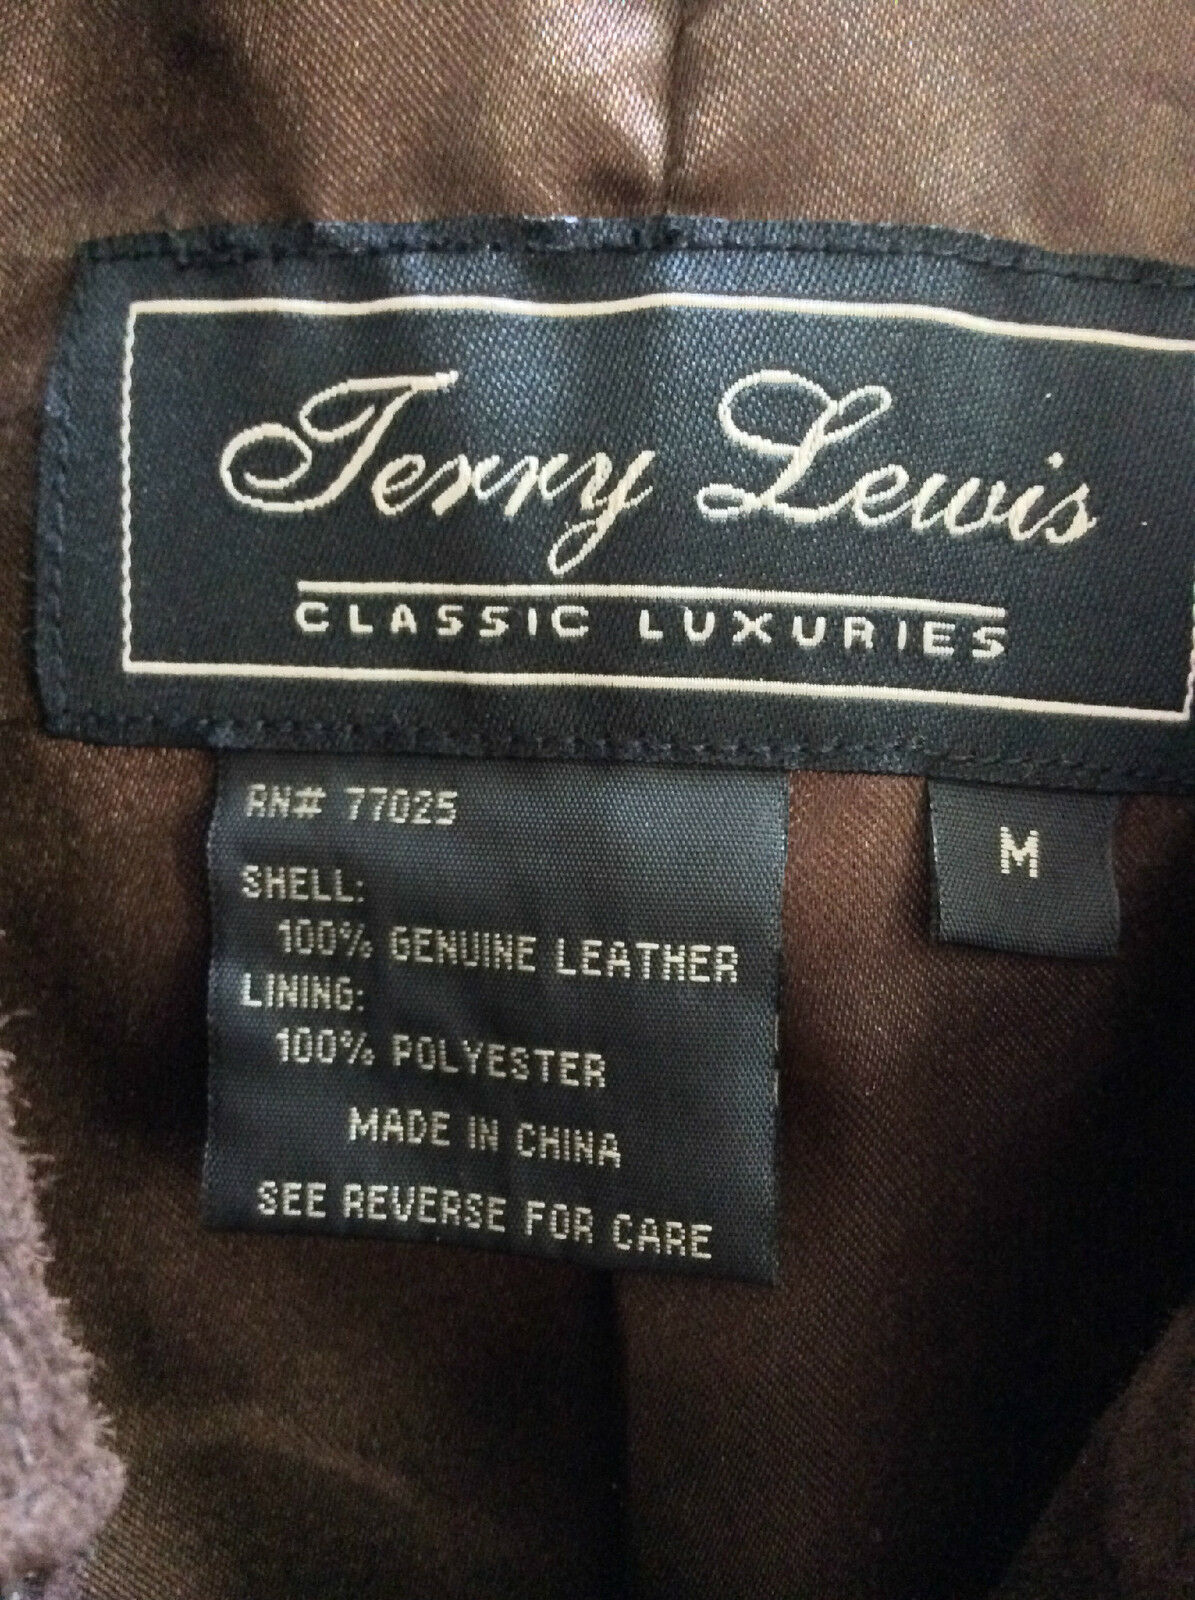 Terry Lewis
CLASSIC LUXURIES
RN# 77025
M
SHELL:
100% GENUINE LEATHER
LINING:
100% POLYESTER
MADE IN CHINA
SEE REVERSE FOR CARE